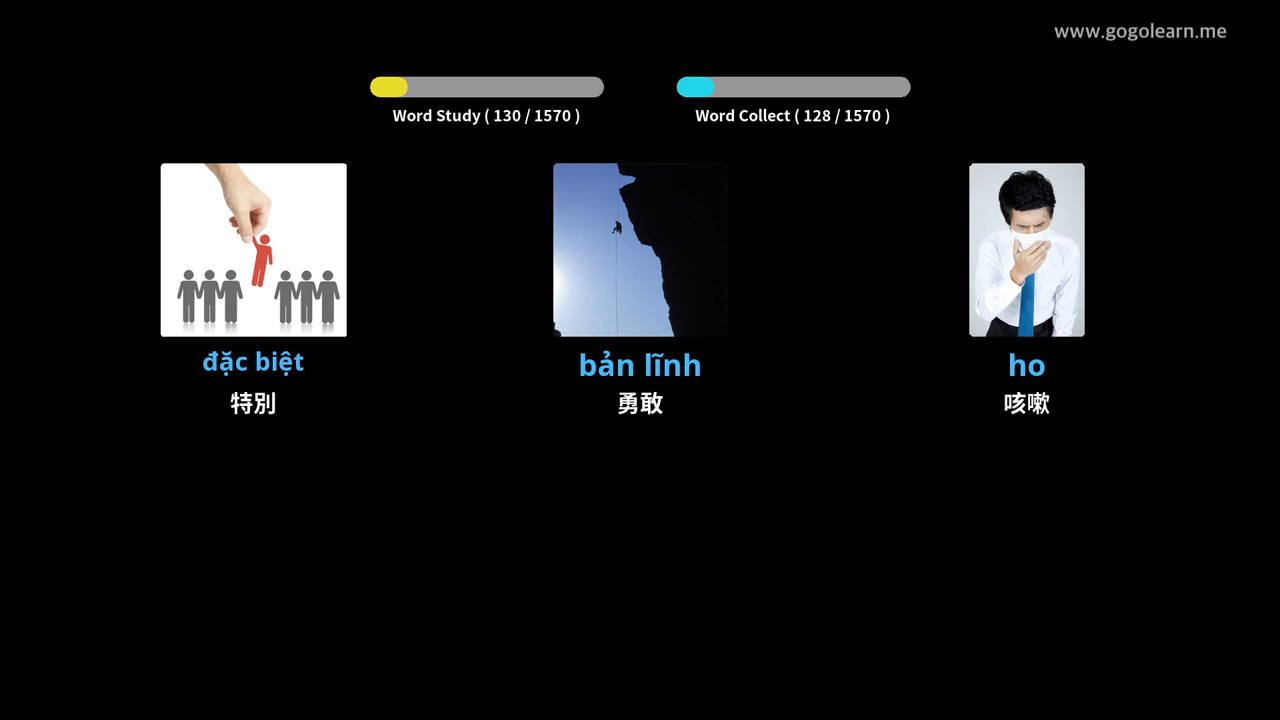 www.gogolearn.me
Word Study ( 130 / 1570 )
Word Collect ( 128 / 1570 )
đặc biệt
特別
bản lĩnh
勇敢
ho
咳嗽